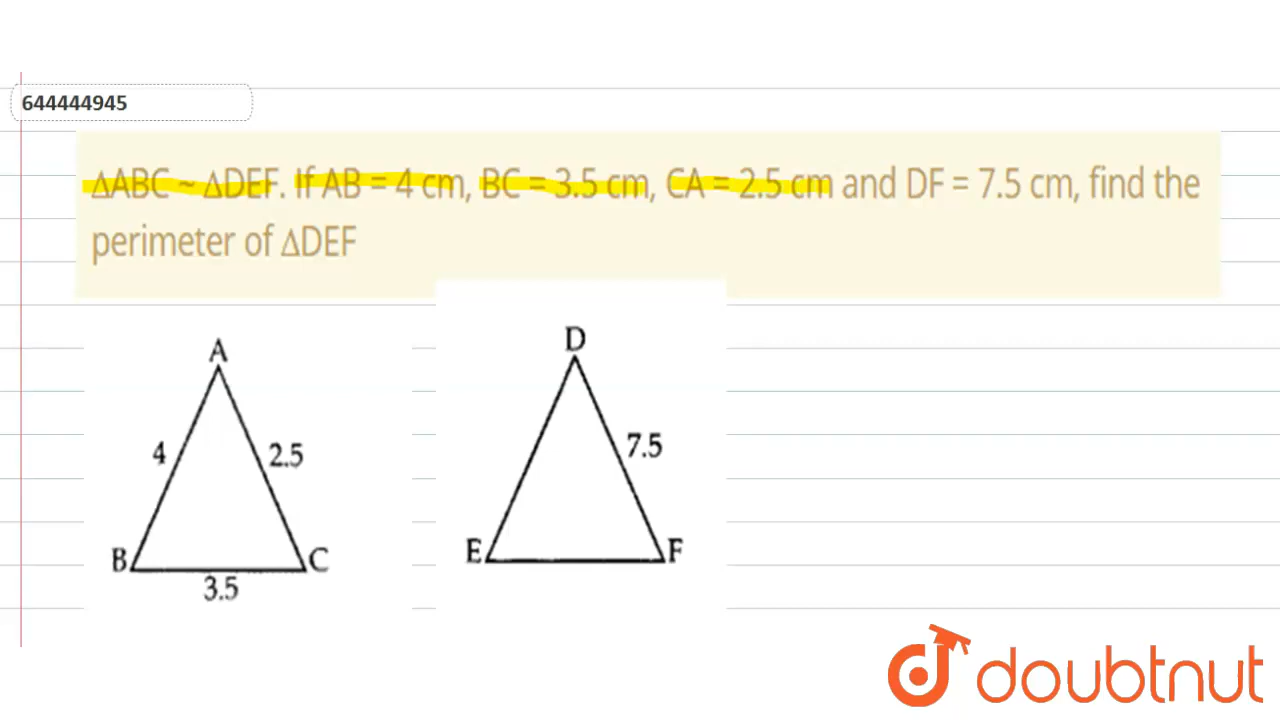 644444945
ΔABC ~ ΔDEF. If AB = 4 cm, BC = 3.5 cm, CA = 2.5 cm and DF = 7.5 cm, find the
perimeter of ΔDEF
A
4
2.5
B
C
3.5
D
7.5
E
F
doubtnut